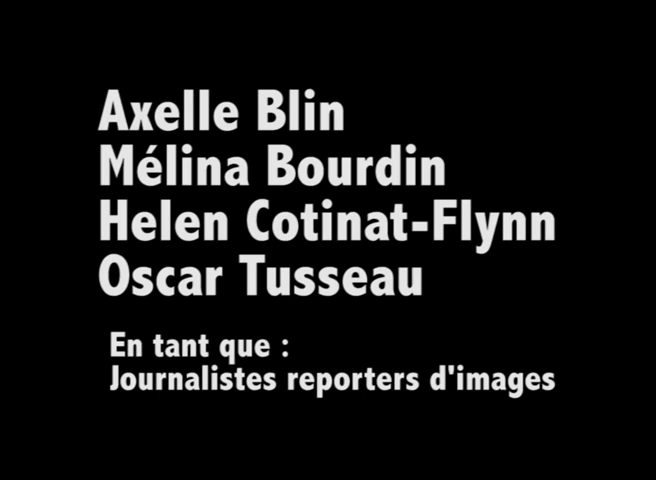 Axelle Blin
Mélina Bourdin
Helen Cotinat-Flynn
Oscar Tusseau
En tant que :
Journalistes reporters d'images